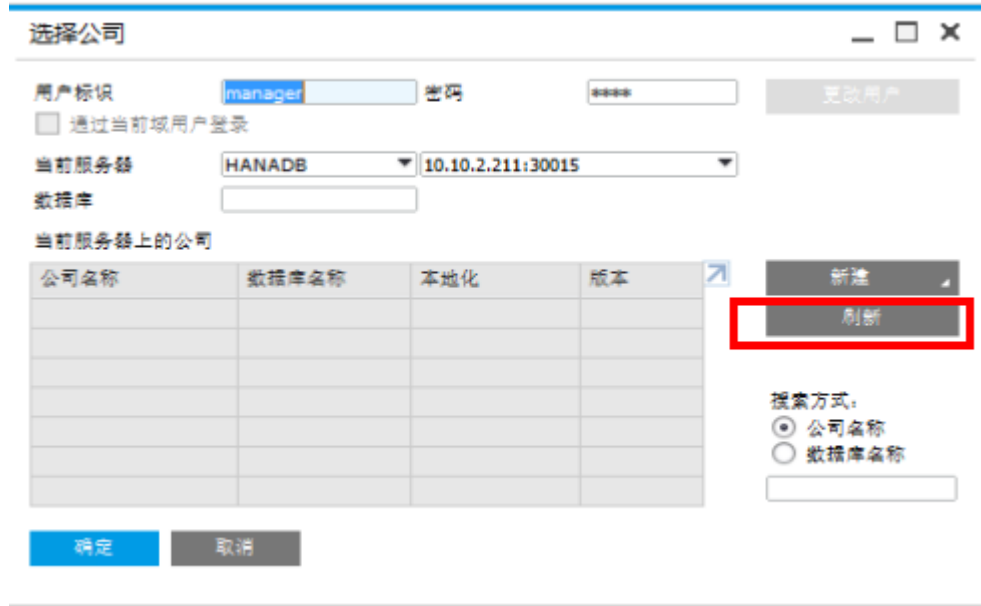 选择公司
用户标识 manager 密码 **** 更改用户
通过当前域用户登录
当前服务器 HANADB 10.10.2.211:30015
数据库
当前服务器上的公司
公司名称 数据库名称 本地化 版本 新建
刷新
搜索方式:
公司名称
数据库名称
确定 取消